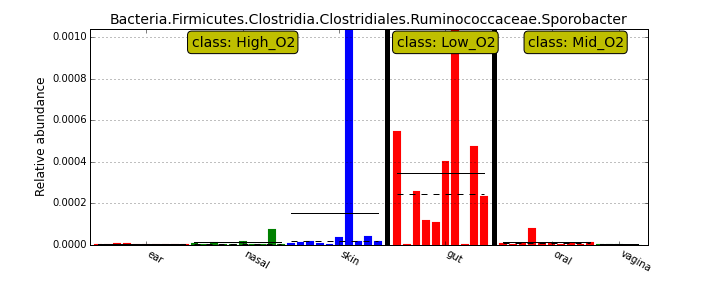 Bacteria.Firmicutes.Clostridia.Clostridiales.Ruminococcaceae.Sporobacter
class: High_O2 class: Low_O2 class: Mid_O2
Relative abundance
0.0010
0.0008
0.0006
0.0004
0.0002
0.0000
ear nasal skin gut oral vagina